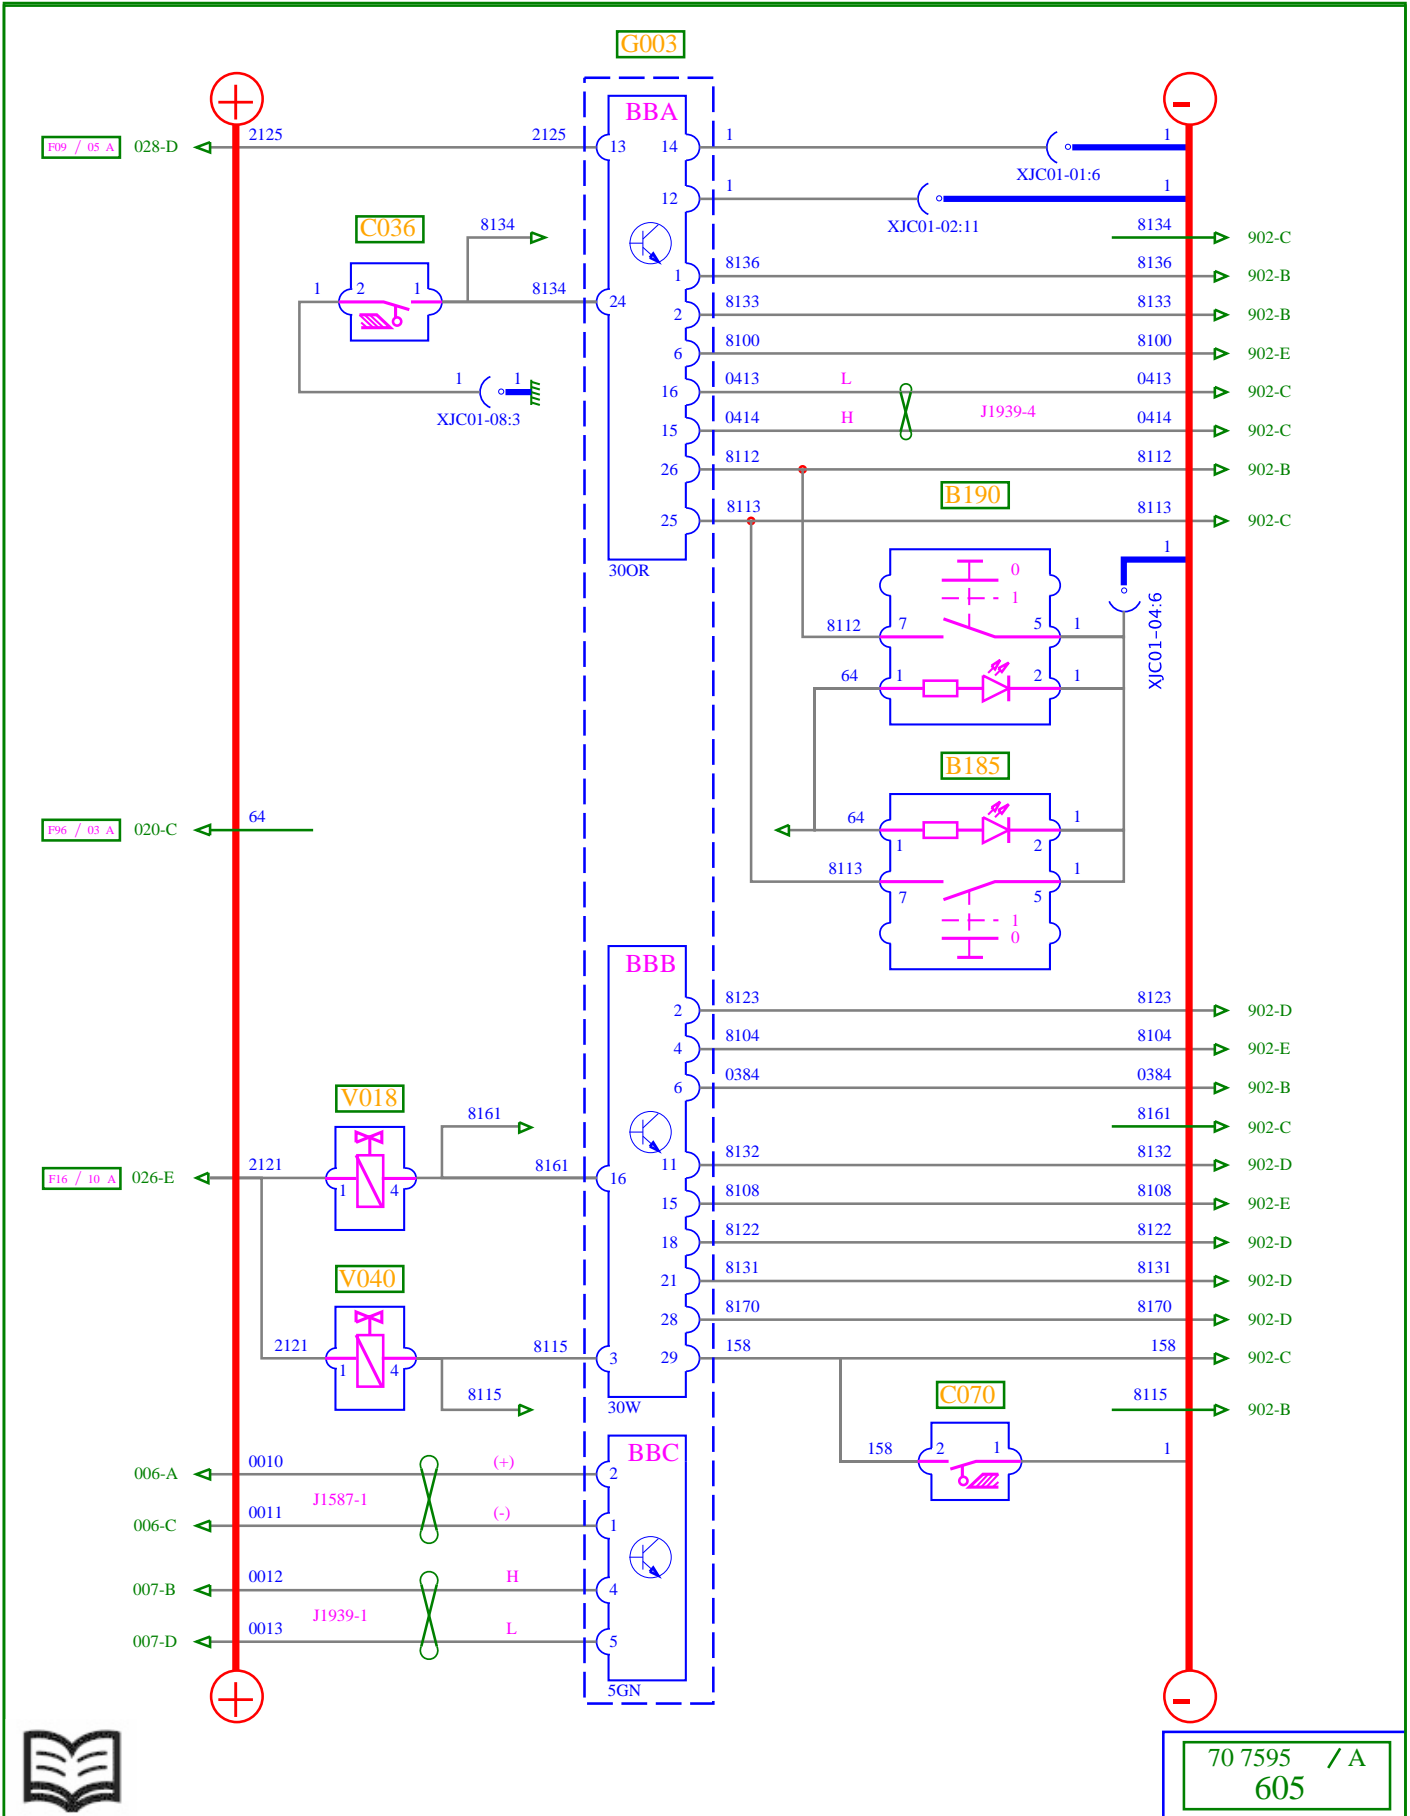 G003
BBA
F09 / 05 A 028-D 2125 2125 13 14 1 XJC01-01:6 1
12 1 XJC01-02:11 1
C036 8134 8134 902-C
1 8136 8136 902-B
1 2 1 8134 24
2 8133 8133 902-B
6 8100 8100 902-E
1 1 XJC01-08:3
16 0413 L 0413 902-C
J1939-4
15 0414 H 0414 902-C
26 8112 8112 902-B
B190
25 8113 8113 902-C
30OR
1
0
1
XJC01-04:6
8112 7 5 1
64 1 2 1
B185
F96 / 03 A 020-C 64
64 1 2 1
8113 7 5 1
1
0
BBB
2 8123 8123 902-D
4 8104 8104 902-E
6 0384 0384 902-B
V018
8161 8161 902-C
11 8132 8132 902-D
F16 / 10 A 026-E 2121 1 4 8161 16
15 8108 8108 902-E
18 8122 8122 902-D
V040
21 8131 8131 902-D
28 8170 8170 902-D
2121 1 4 8115 3 29 158 158 902-C
8115
30W
C070 8115 902-B
158 2 1 1
BBC
006-A 0010 (+) 2
J1587-1
006-C 0011 (-) 1
007-B 0012 H 4
J1939-1
007-D 0013 L 5
5GN
70 7595 / A
605